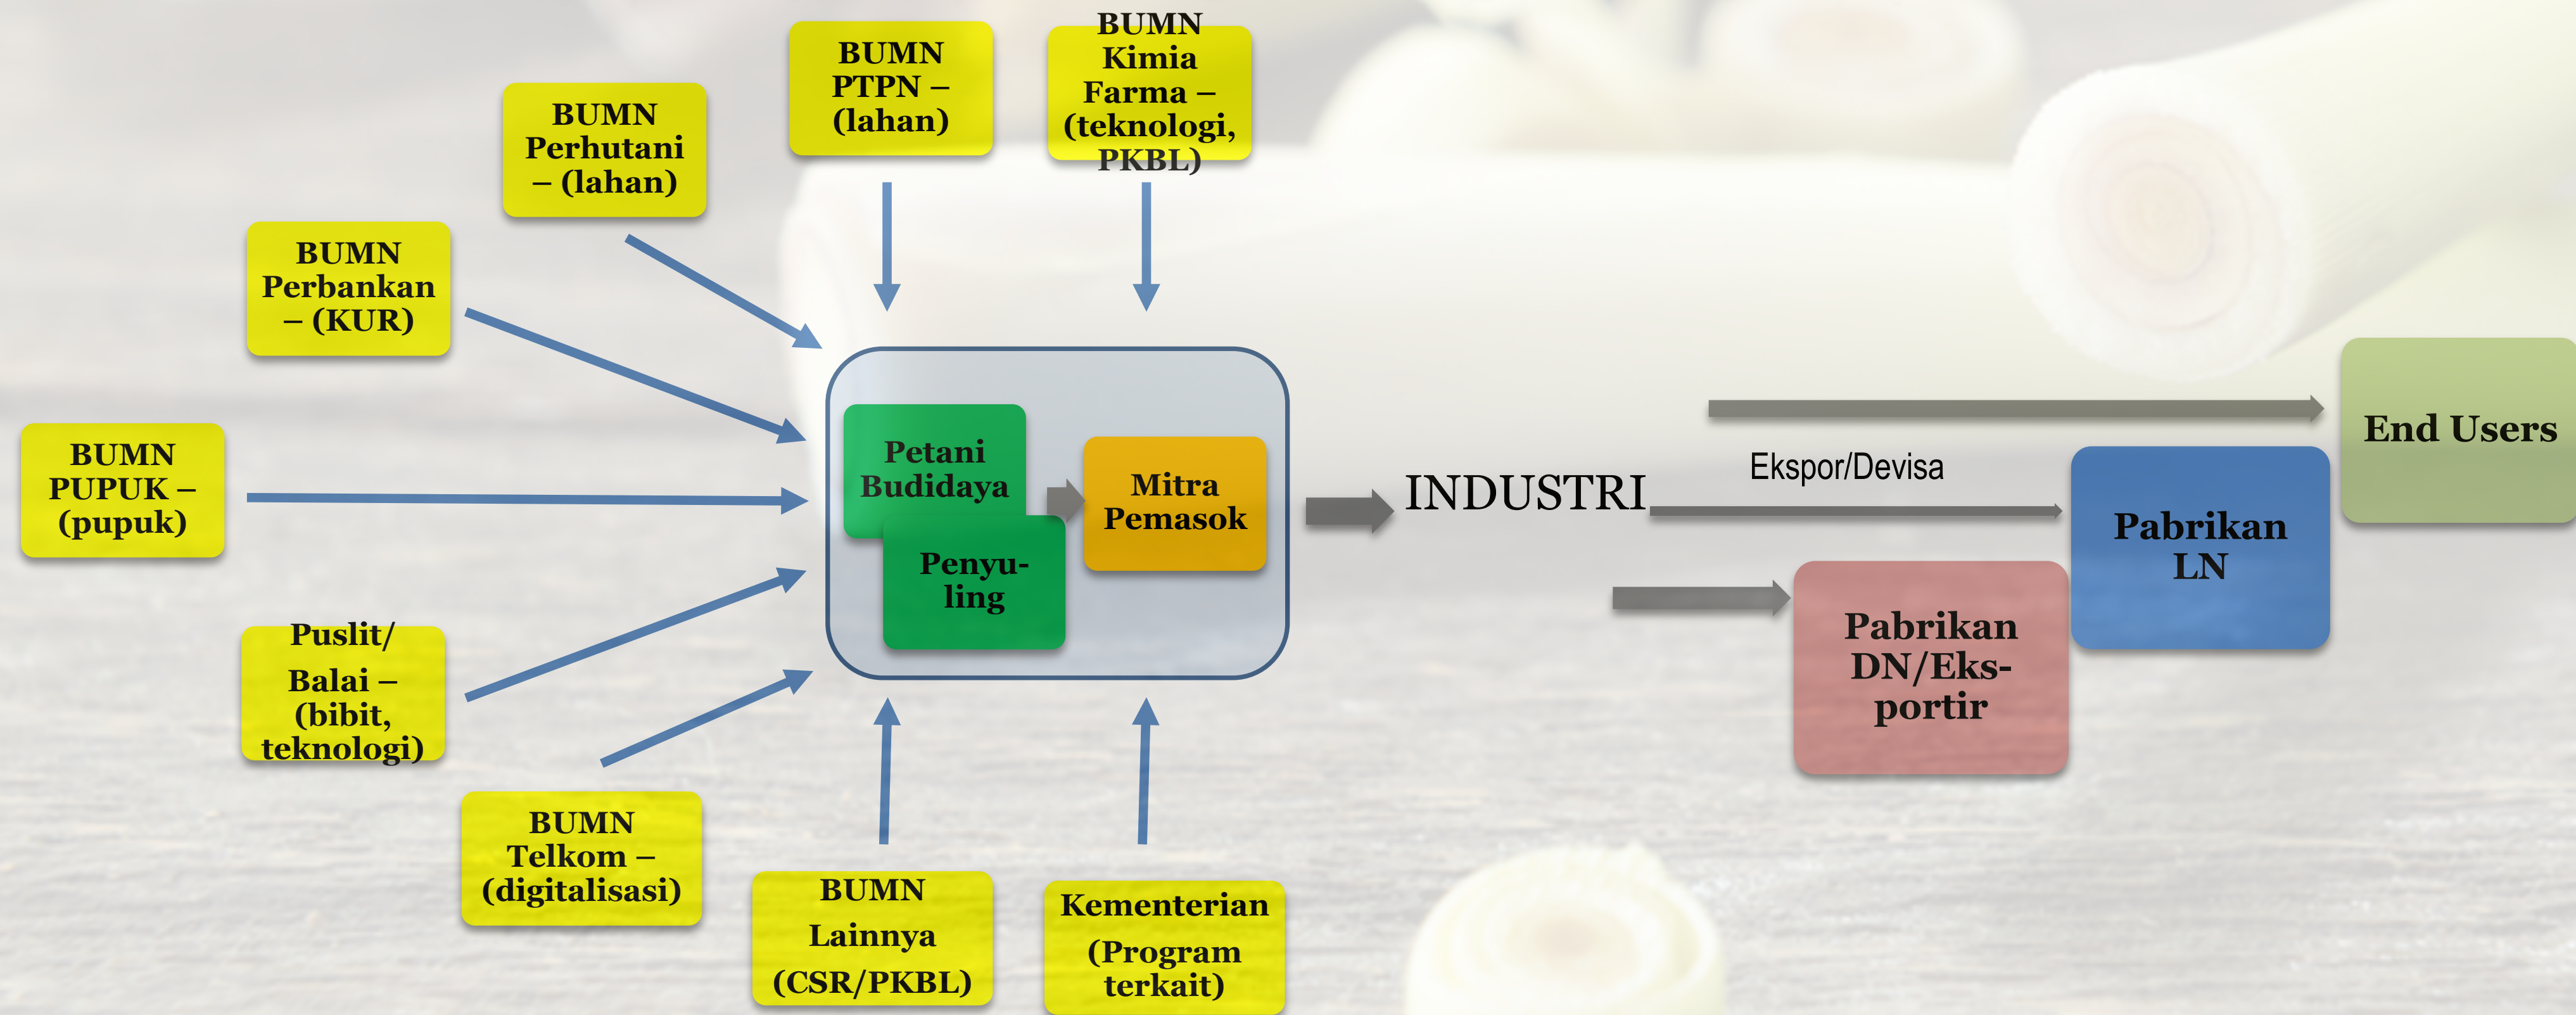 BUMN
PTPN –
(lahan)
BUMN
Kimia
Farma –
(teknologi,
PKBL)
BUMN
Perhutani
– (lahan)
BUMN
Perbankan
– (KUR)
BUMN
PUPUK –
(pupuk)
Puslit/
Balai –
(bibit,
teknologi)
BUMN
Telkom –
(digitalisasi)
BUMN
Lainnya
(CSR/PKBL)
Kementerian
(Program
terkait)
Petani
Budidaya
Penyu-
ling
Mitra
Pemasok
INDUSTRI
Ekspor/Devisa
End Users
Pabrikan
LN
Pabrikan
DN/Eks-
portir